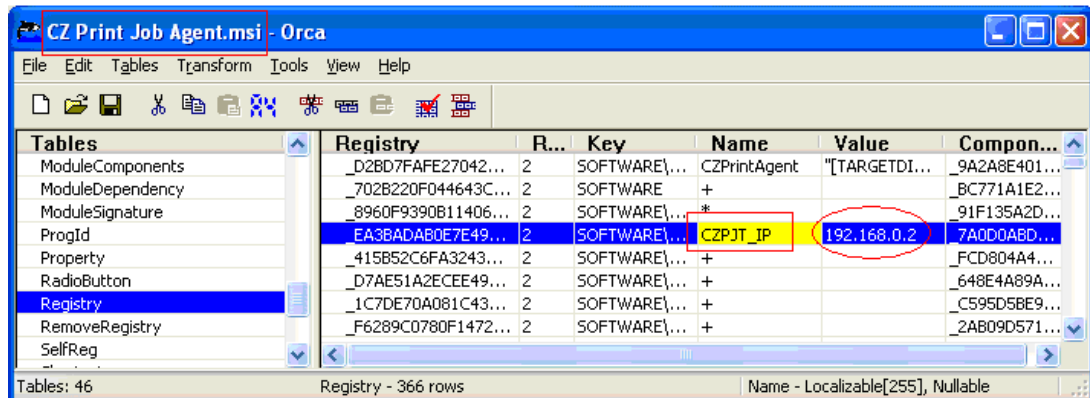 CZ Print Job Agent.msi - Orca
File Edit Tables Transform Tools View Help
Tables Registry R... Key Name Value Compon...
ModuleComponents _D2BD7FAFE27042... 2 SOFTWARE\... CZPrintAgent "[TARGETDI... _9A2A8E401...
ModuleDependency _702B220F044643C... 2 SOFTWARE + _BC771A1E2...
ModuleSignature _8960F9390B11406... 2 SOFTWARE\... * _91F135A2D...
ProgId _EA3BADAB0E7E49... 2 SOFTWARE\... CZPJT_IP 192.168.0.2 _7A0D0ABD...
Property _415B52C6FA3243... 2 SOFTWARE\... + _FCD804A4...
RadioButton _D7AE51A2ECEE49... 2 SOFTWARE\... + _648E4A89A...
Registry _1C7DE70A081C43... 2 SOFTWARE\... + _C595D5BE9...
RemoveRegistry _F6289C0780F1472... 2 SOFTWARE\... + _2AB09D571...
SelfReg
Tables: 46 Registry - 366 rows Name - Localizable[255], Nullable